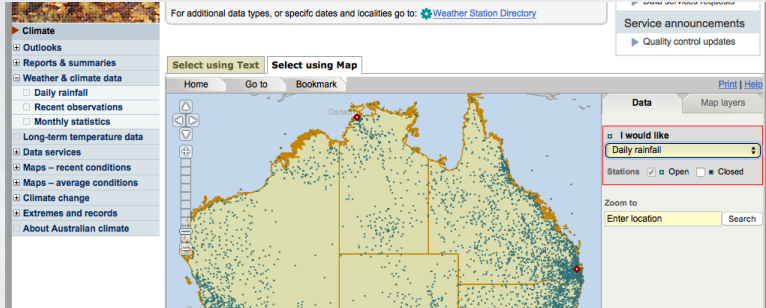 Climate
Outlooks
Reports & summaries
Weather & climate data
Daily rainfall
Recent observations
Monthly statistics
Long-term temperature data
Data services
Maps – recent conditions
Maps – average conditions
Climate change
Extremes and records
About Australian climate
For additional data types, or specifc dates and localities go to: Weather Station Directory
Data services requests
Service announcements
Quality control updates
Select using Text Select using Map
Home Go to Bookmark
Print | Help
Darw
Data Map layers
I would like
Daily rainfall
Stations Open Closed
Zoom to
Enter location Search